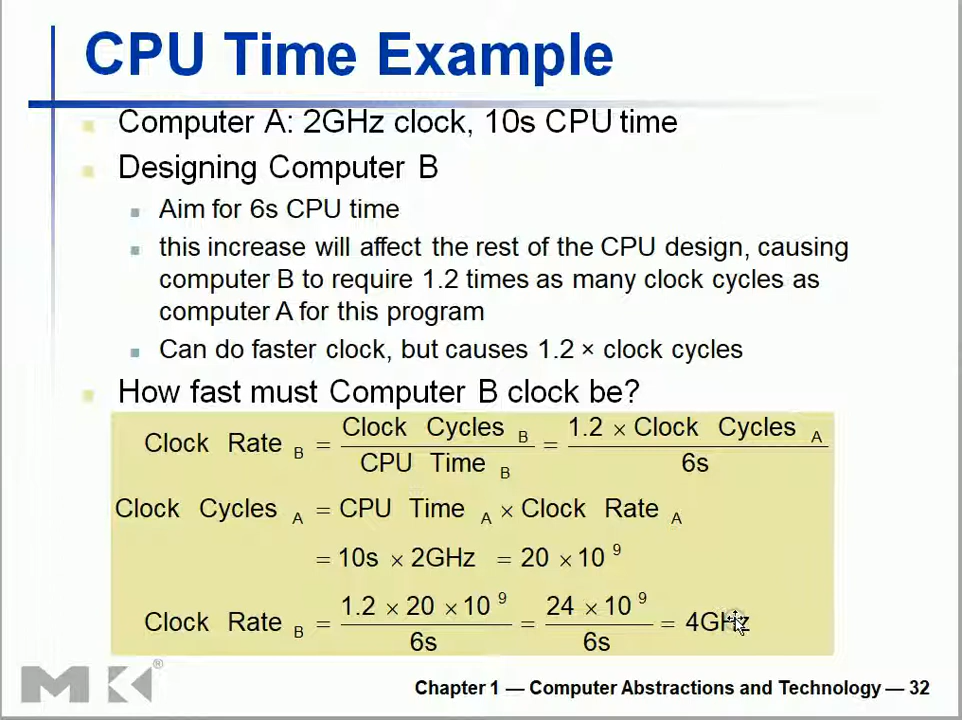 CPU Time Example
Computer A: 2GHz clock, 10s CPU time
Designing Computer B
Aim for 6s CPU time
this increase will affect the rest of the CPU design, causing
computer B to require 1.2 times as many clock cycles as
computer A for this program
Can do faster clock, but causes 1.2 × clock cycles
How fast must Computer B clock be?
Clock Rate B = Clock Cycles B / CPU Time B = 1.2 × Clock Cycles A / 6s
Clock Cycles A = CPU Time A × Clock Rate A
= 10s × 2GHz = 20 × 10 9
Clock Rate B = 1.2 × 20 × 10 9 / 6s = 24 × 10 9 / 6s = 4GHz
MK®
Chapter 1 — Computer Abstractions and Technology — 32